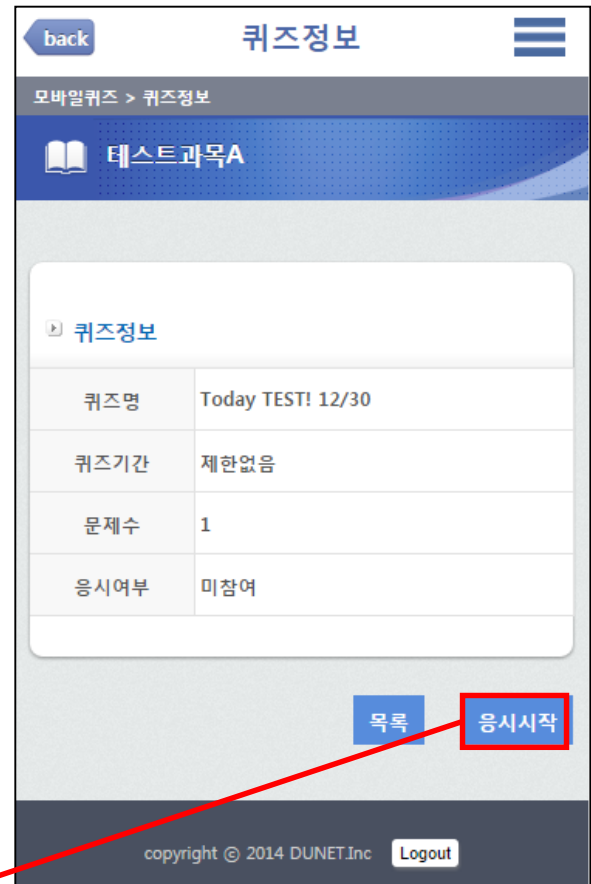 back 퀴즈정보
모바일퀴즈 > 퀴즈정보
테스트과목A
퀴즈정보
퀴즈명 Today TEST! 12/30
퀴즈기간 제한없음
문제수 1
응시여부 미참여
목록 응시시작
copyright ⓒ 2014 DUNET.Inc Logout